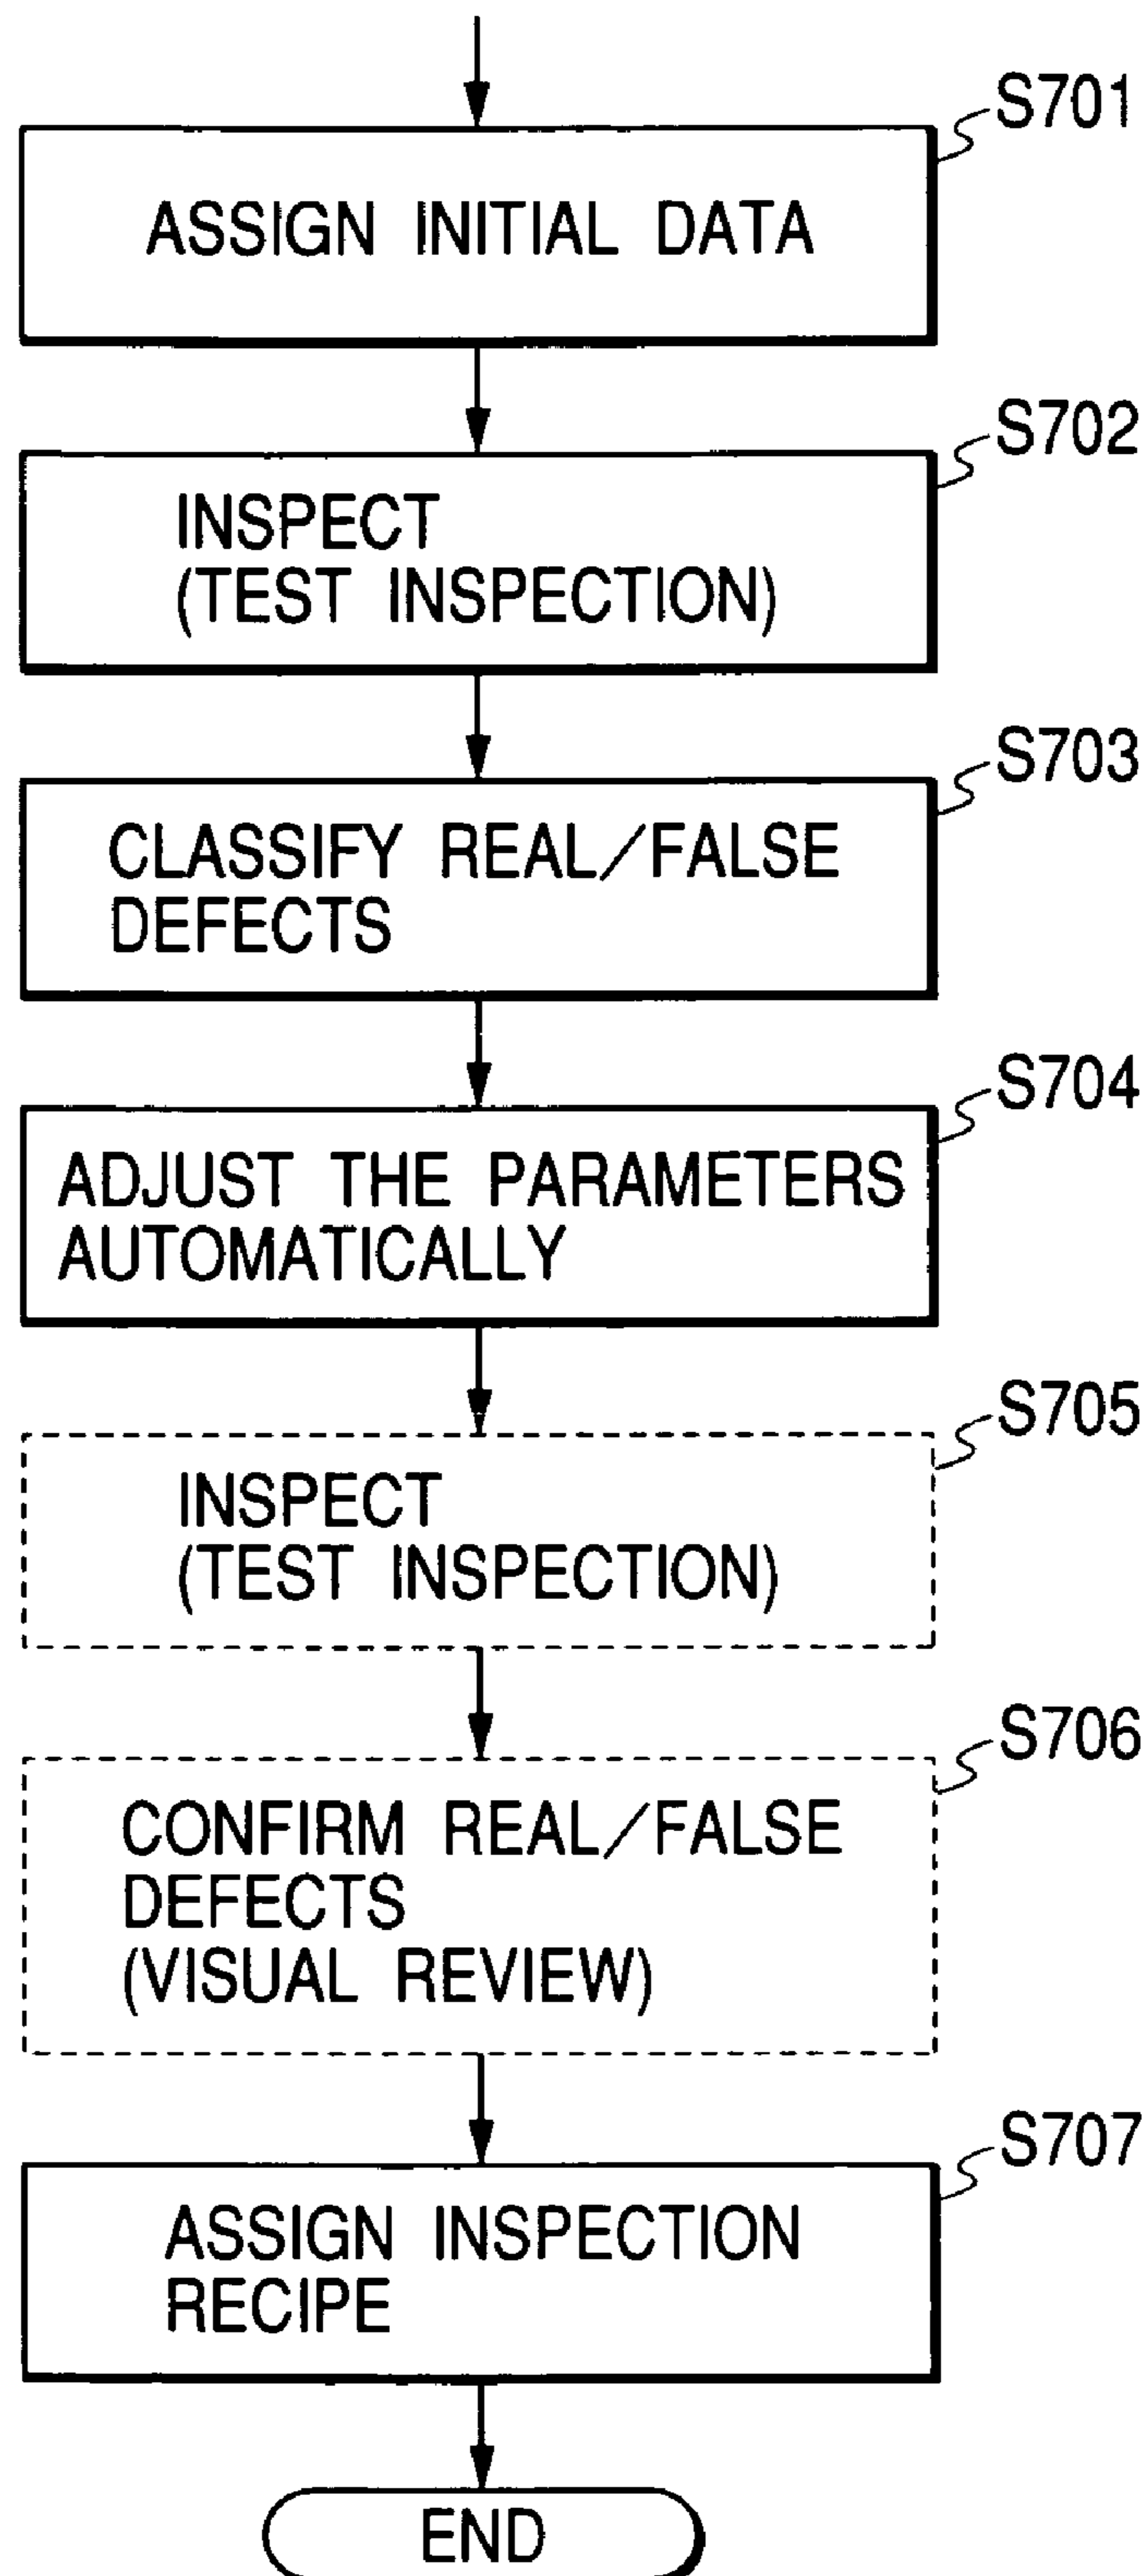 S701
ASSIGN INITIAL DATA
S702
INSPECT
(TEST INSPECTION)
S703
CLASSIFY REAL/FALSE
DEFECTS
S704
ADJUST THE PARAMETERS
AUTOMATICALLY
S705
INSPECT
(TEST INSPECTION)
S706
CONFIRM REAL/FALSE
DEFECTS
(VISUAL REVIEW)
S707
ASSIGN INSPECTION
RECIPE
END